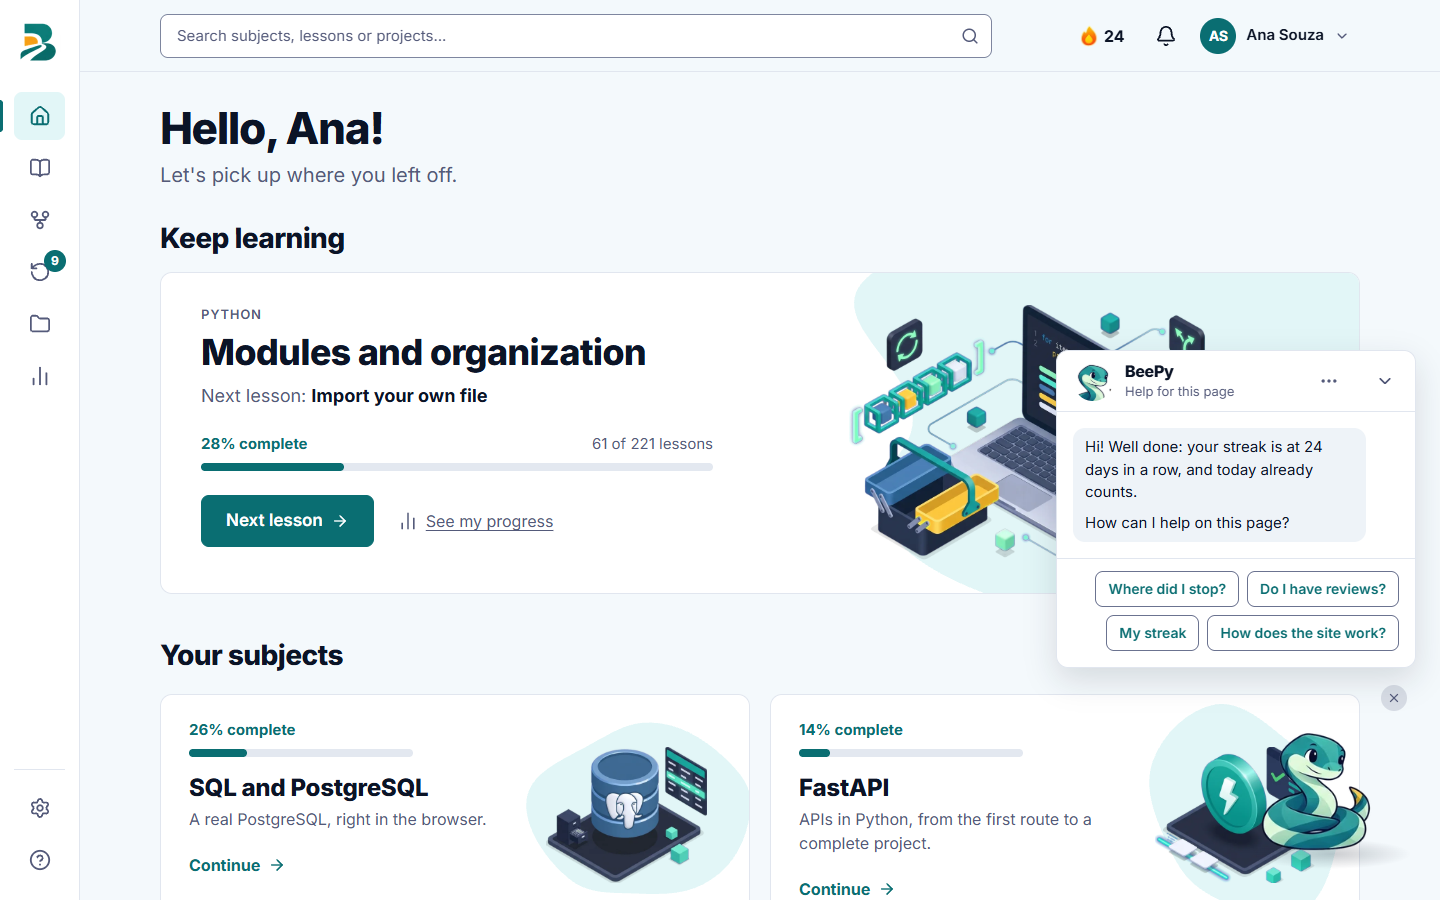 Search subjects, lessons or projects...
24
AS
Ana Souza
9
Hello, Ana!
Let's pick up where you left off.
Keep learning
PYTHON
Modules and organization
Next lesson: Import your own file
28% complete
61 of 221 lessons
Next lesson
See my progress
BeePy
Help for this page
Hi! Well done: your streak is at 24
days in a row, and today already
counts.
How can I help on this page?
Where did I stop?
Do I have reviews?
My streak
How does the site work?
Your subjects
26% complete
SQL and PostgreSQL
A real PostgreSQL, right in the browser.
Continue
14% complete
FastAPI
APIs in Python, from the first route to a
complete project.
Continue